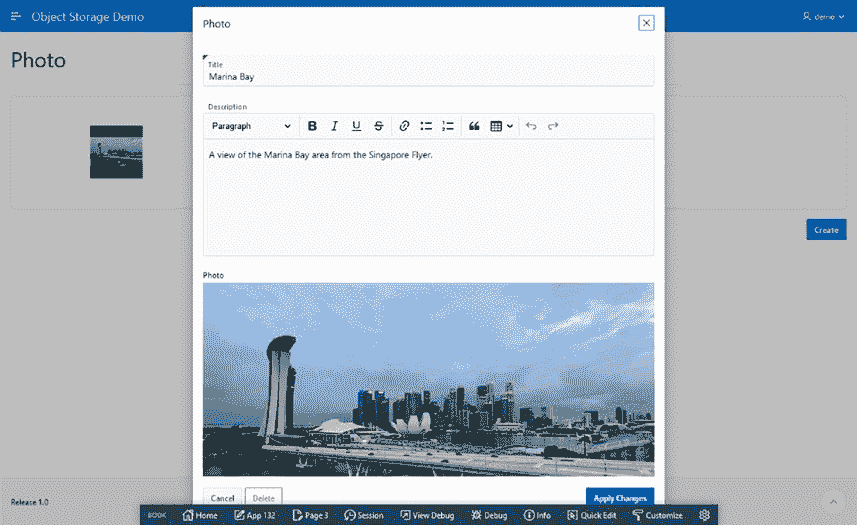 Object Storage Demo
demo
Photo
Photo
Title
Marina Bay
Description
Paragraph
B I U S
A view of the Marina Bay area from the Singapore Flyer.
Photo
Create
Cancel
Delete
Apply Changes
Release 1.0
BOOK
Home
App 132
Page 3
Session
View Debug
Debug
Info
Quick Edit
Customize